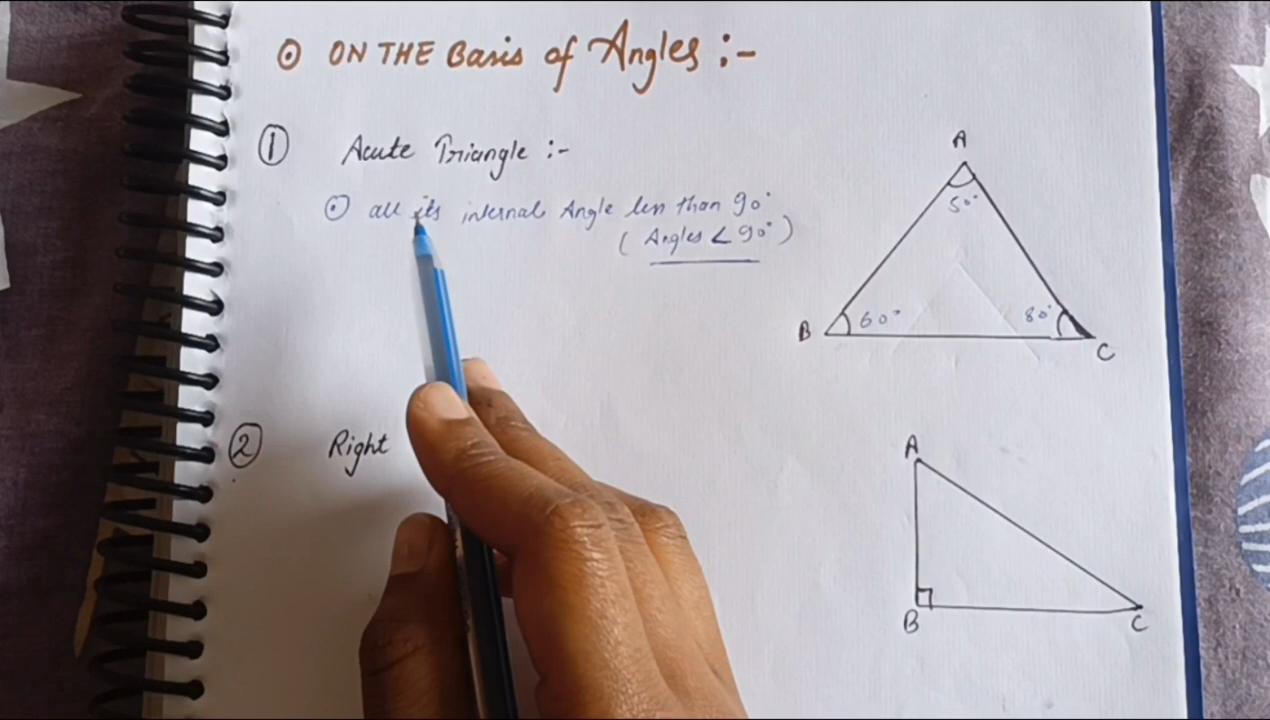 ⊙ ON THE Basis of Angles :-
① Acute Triangle :-
⊙ all its internal Angle less than 90°
( Angles < 90° )
A
50°
B 60° 80° C
② Right
A
B C